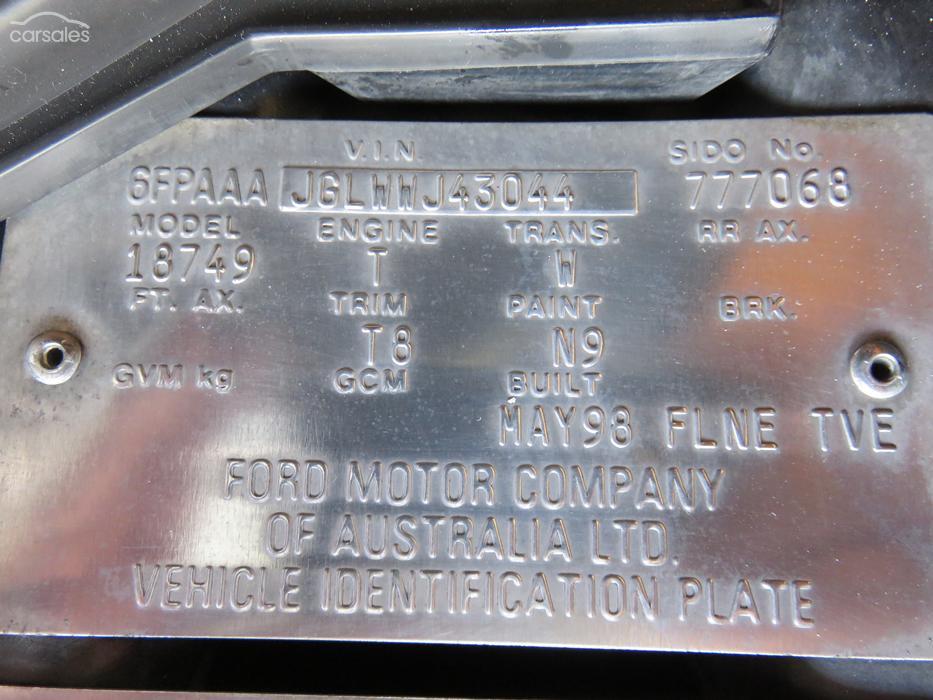 carsales
V.I.N. SIDO No.
6FPAAA JGLWWJ43044 777068
MODEL ENGINE TRANS. RR AX.
18749 T W
FT. AX. TRIM PAINT BRK.
T8 N9
GVM kg GCM BUILT
MAY98 FLNE TVE
FORD MOTOR COMPANY
OF AUSTRALIA LTD.
VEHICLE IDENTIFICATION PLATE